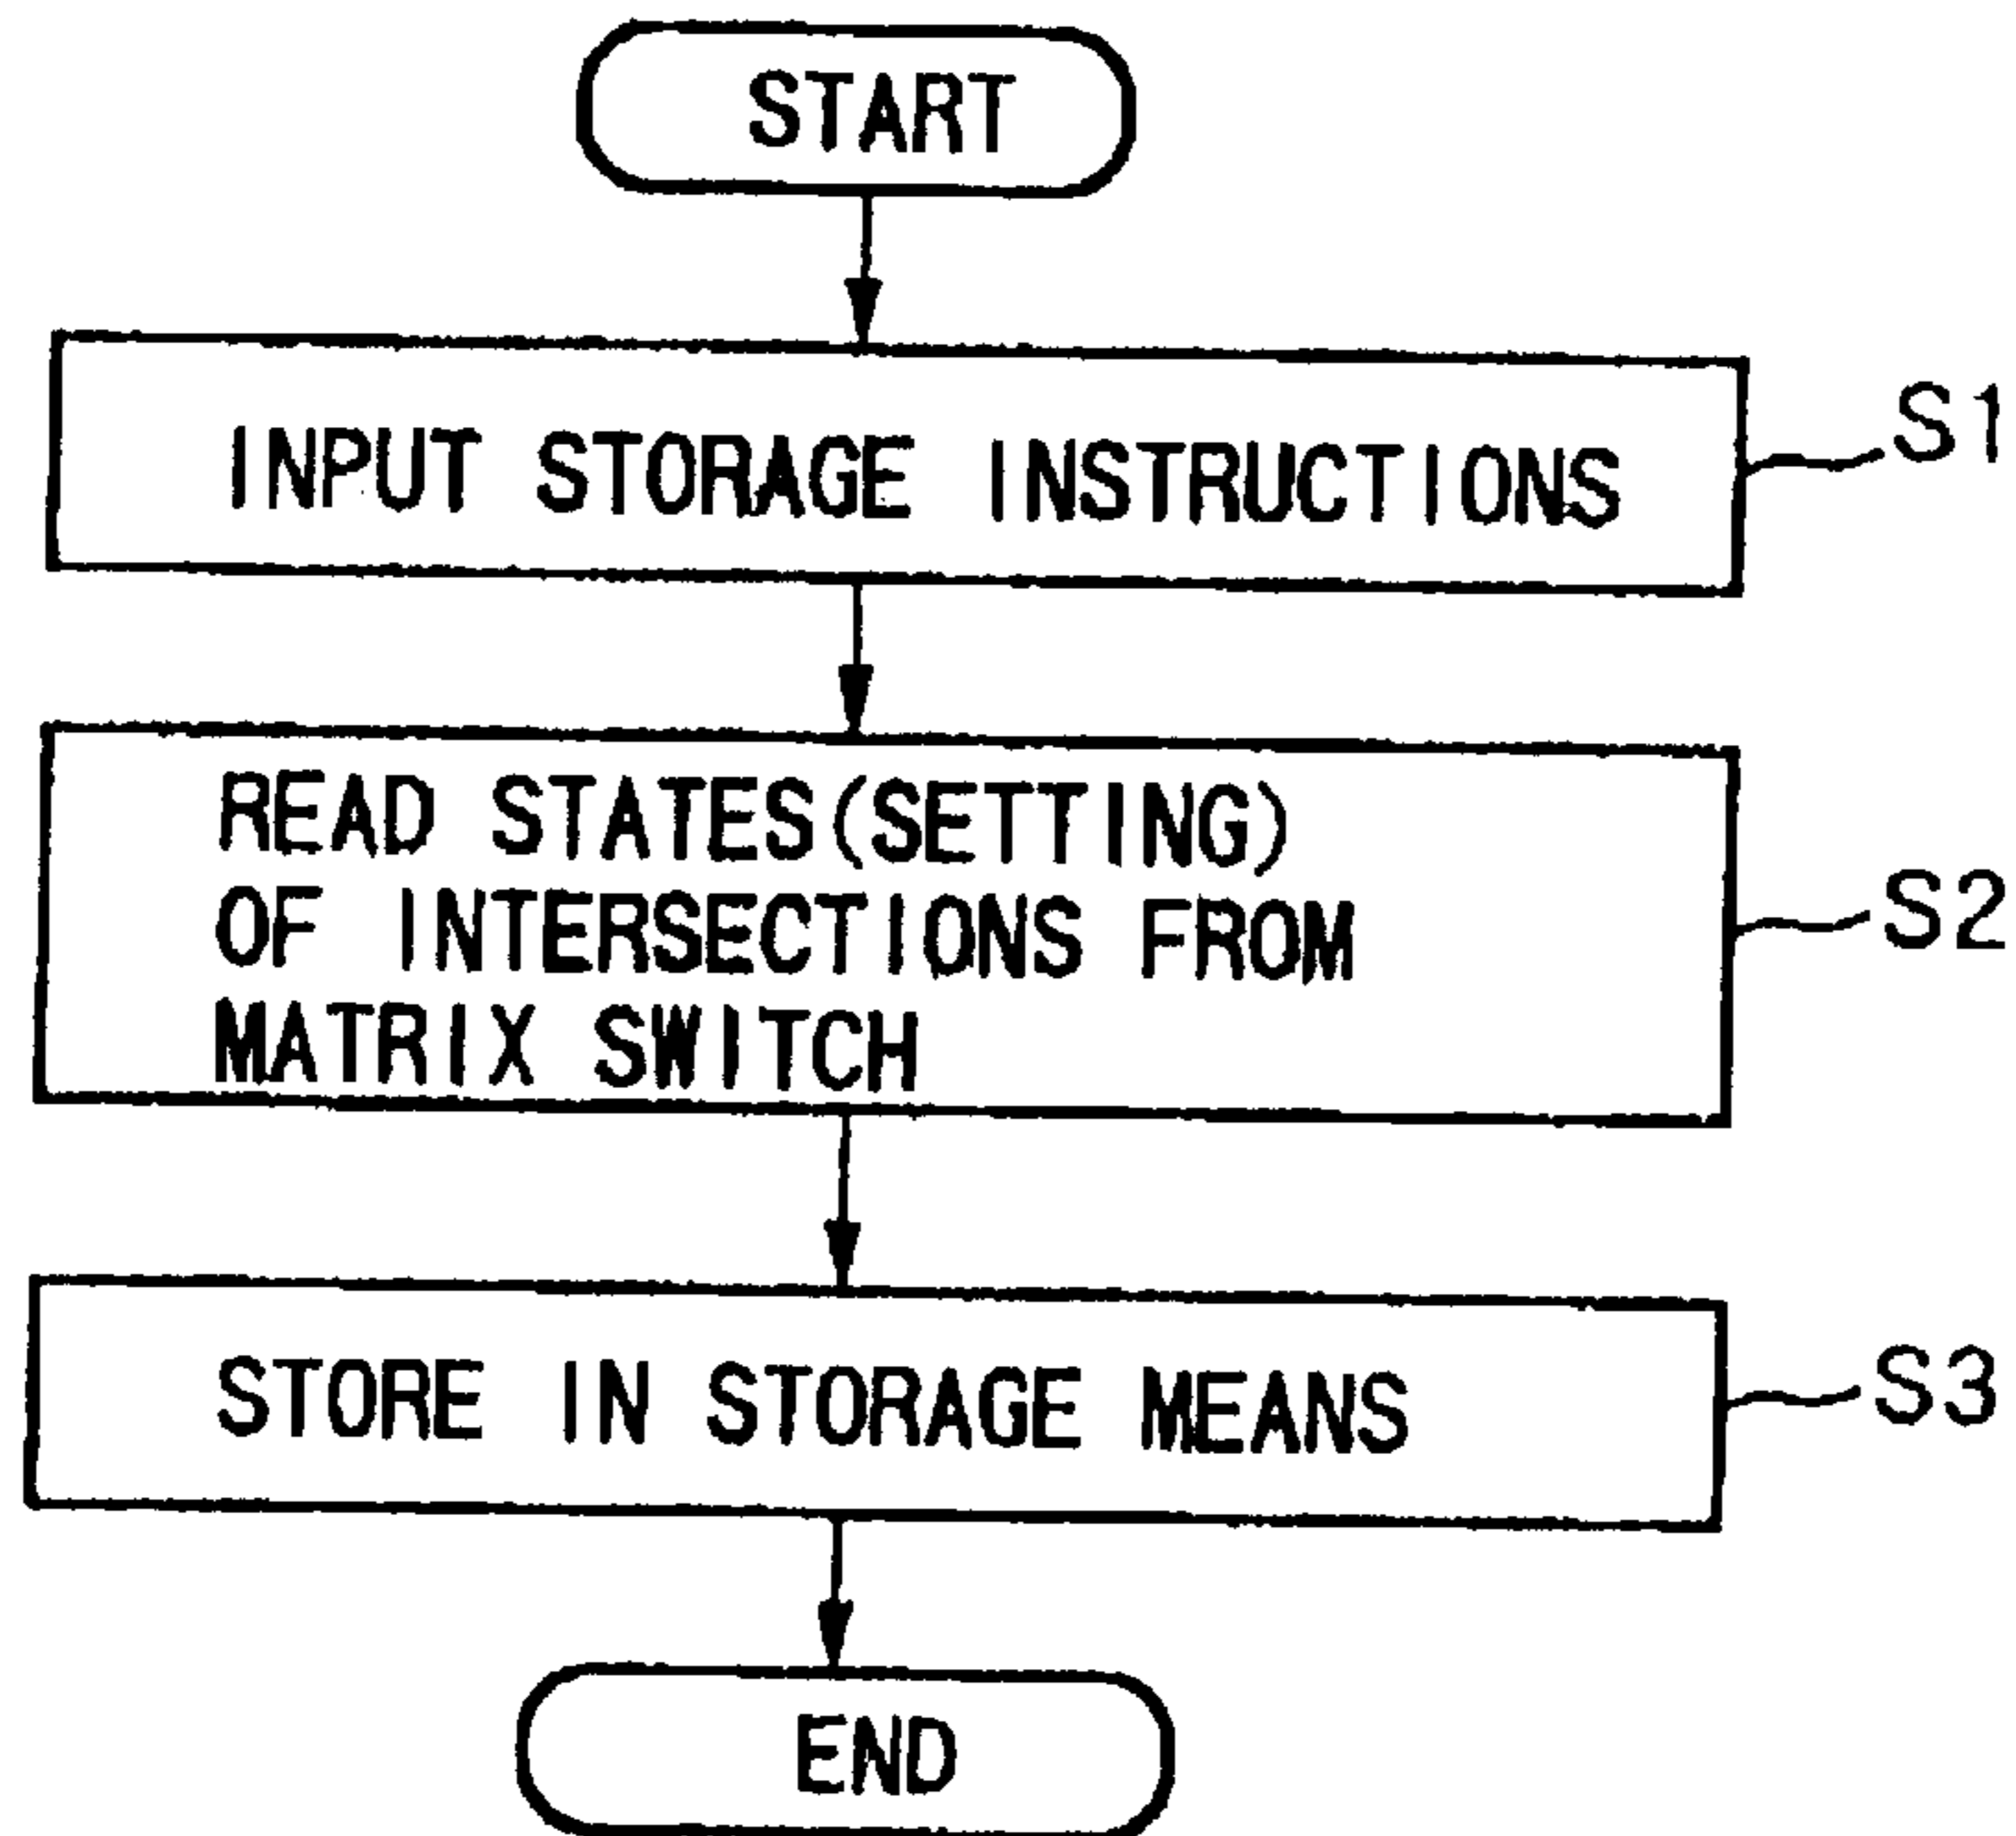 START
INPUT STORAGE INSTRUCTIONS
S1
READ STATES(SETTING)
OF INTERSECTIONS FROM
MATRIX SWITCH
S2
STORE IN STORAGE MEANS
S3
END